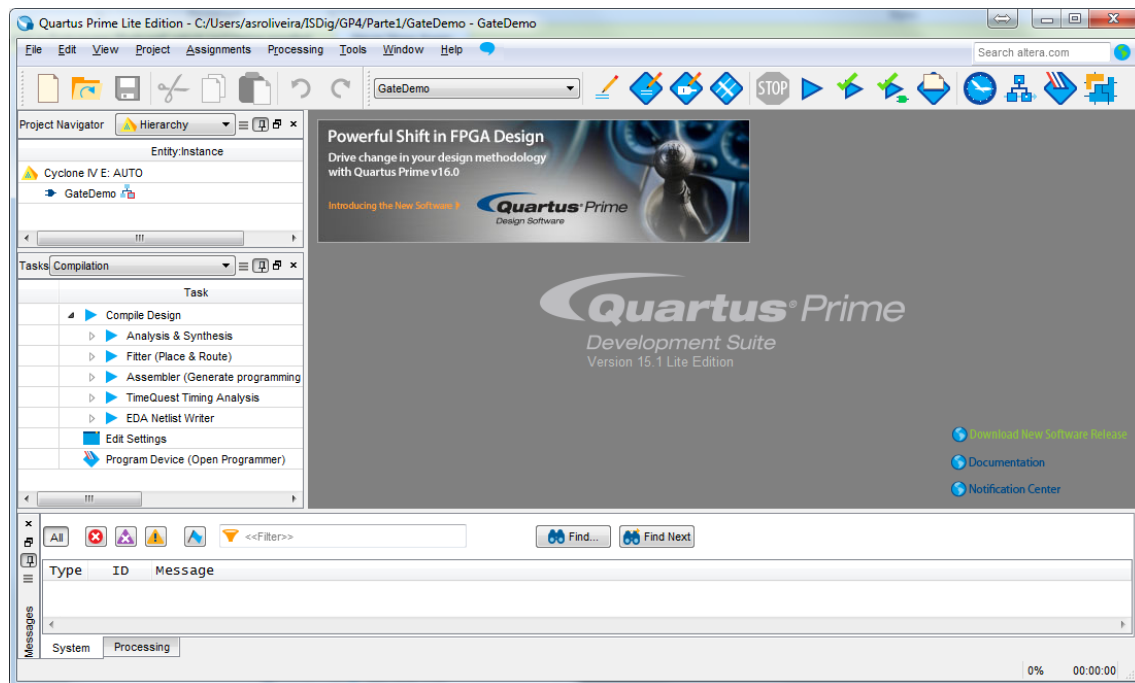 Quartus Prime Lite Edition - C:/Users/asroliveira/ISDig/GP4/Parte1/GateDemo - GateDemo
File Edit View Project Assignments Processing Tools Window Help
Search altera.com
GateDemo
STOP
Project Navigator Hierarchy
Entity:Instance
Cyclone IV E: AUTO
GateDemo
Tasks Compilation
Task
Compile Design
Analysis & Synthesis
Fitter (Place & Route)
Assembler (Generate programming
TimeQuest Timing Analysis
EDA Netlist Writer
Edit Settings
Program Device (Open Programmer)
Powerful Shift in FPGA Design
Drive change in your design methodology
with Quartus Prime v16.0
Introducing the New Software
Quartus Prime
Design Software
Quartus Prime
Development Suite
Version 15.1 Lite Edition
Download New Software Release
Documentation
Notification Center
All <<Filter>> Find... Find Next
Type ID Message
Messages
System Processing
0% 00:00:00